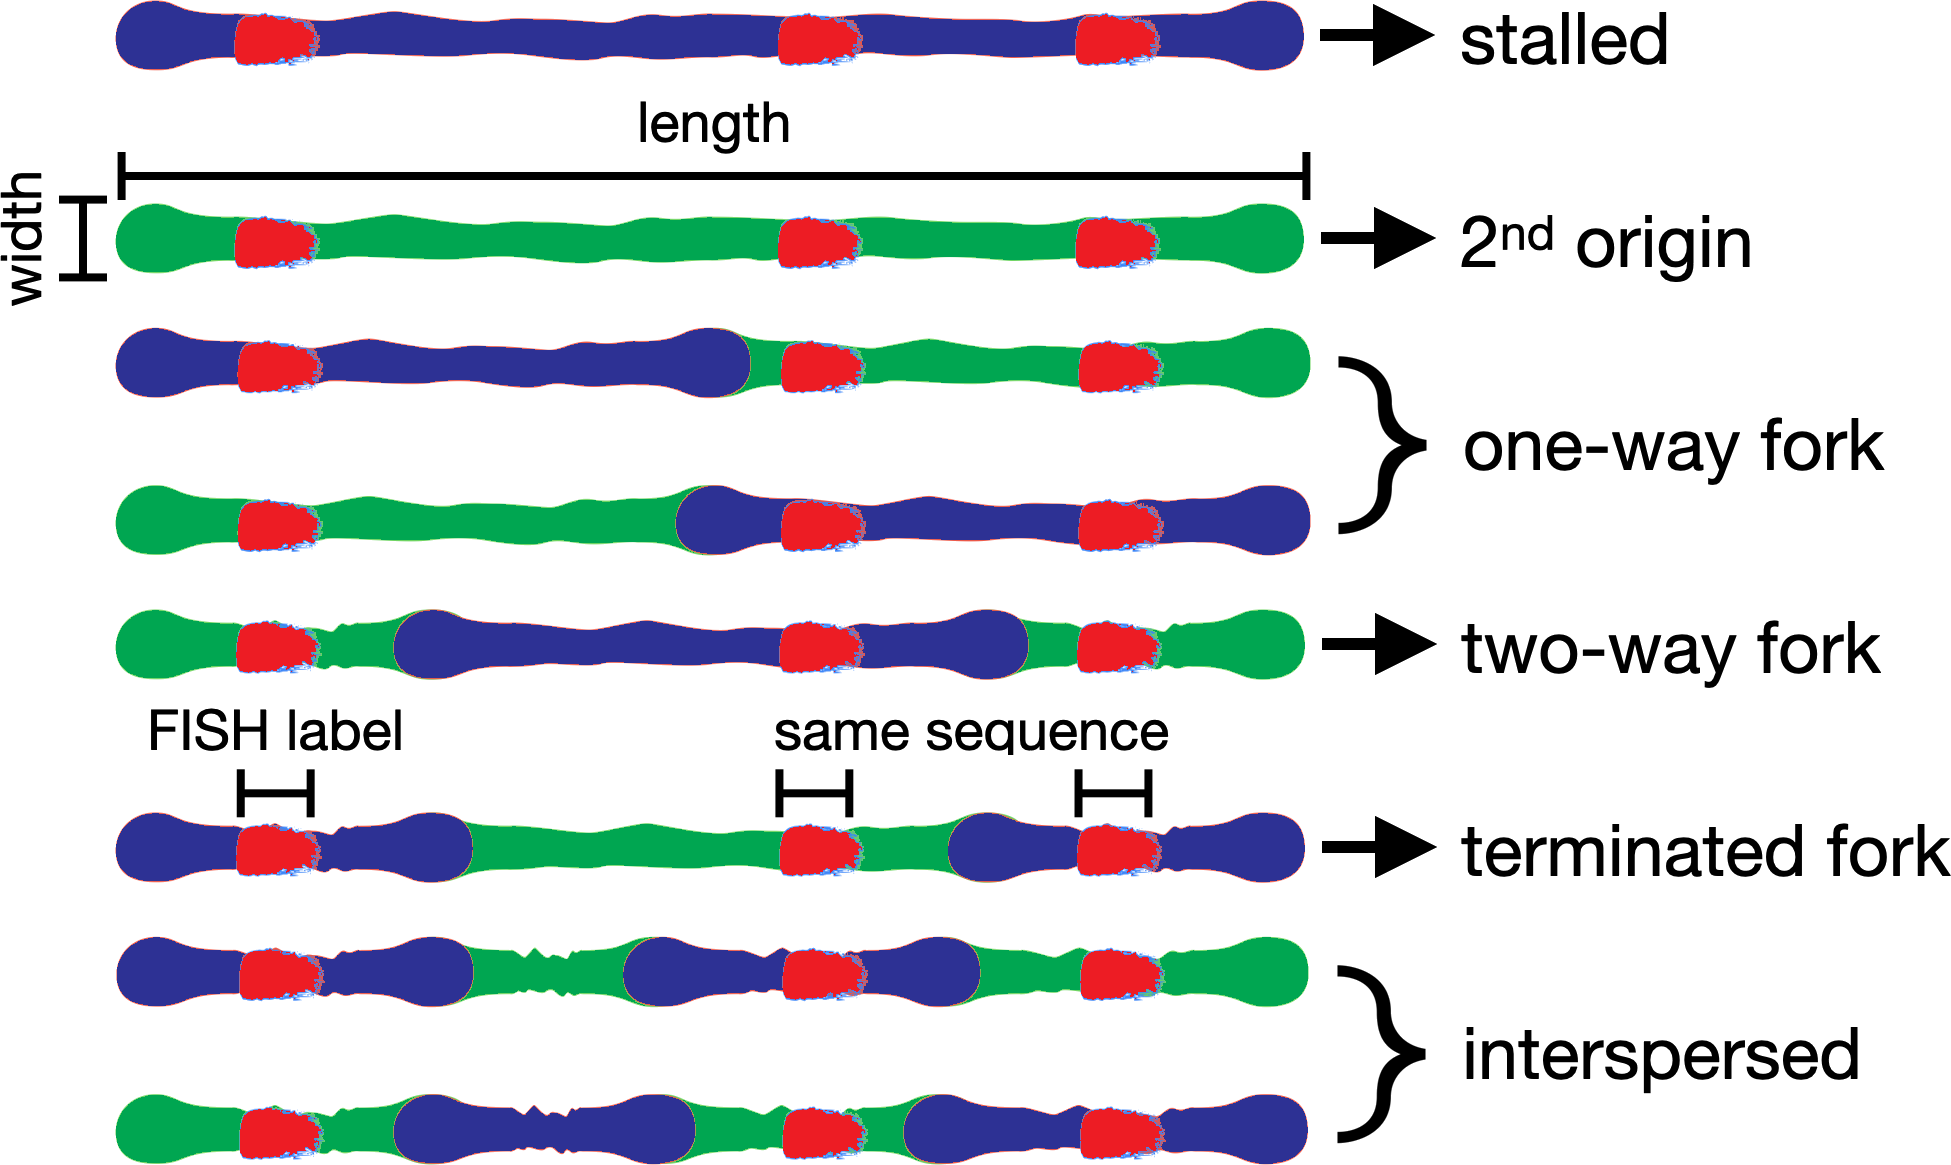 stalled
length
width
2nd origin
one-way fork
two-way fork
FISH label
same sequence
terminated fork
interspersed